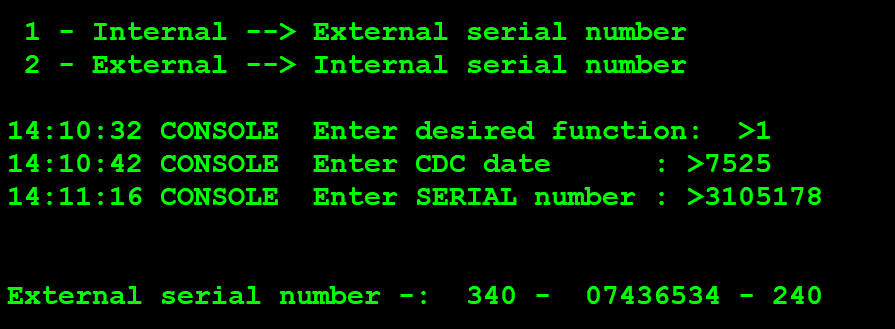 1 - Internal --> External serial number
2 - External --> Internal serial number
14:10:32 CONSOLE  Enter desired function:  >1
14:10:42 CONSOLE  Enter CDC date      : >7525
14:11:16 CONSOLE  Enter SERIAL number : >3105178
External serial number -:  340 -  07436534 - 240